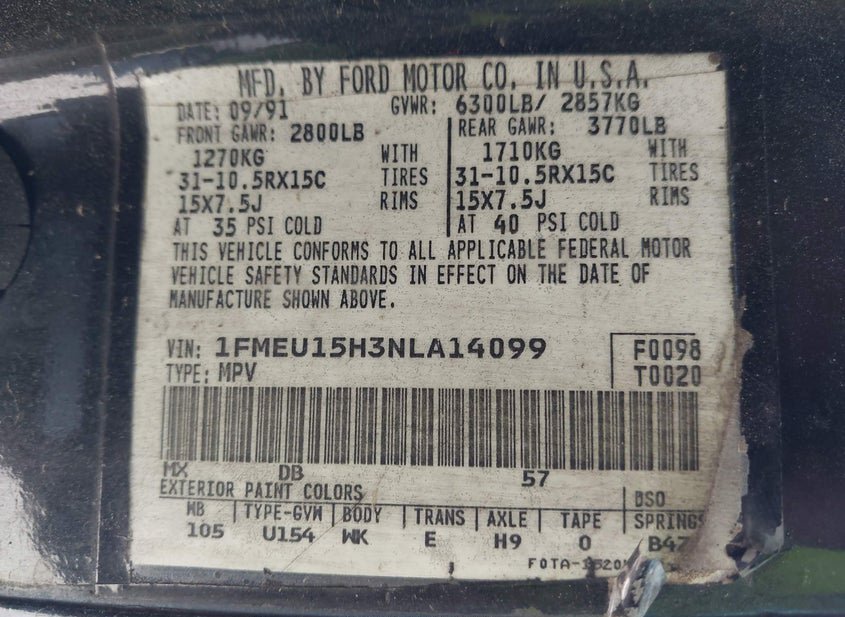 MFD. BY FORD MOTOR CO. IN U.S.A.
DATE: 09/91 GVWR: 6300LB/ 2857KG
FRONT GAWR: 2800LB REAR GAWR: 3770LB
1270KG WITH 1710KG WITH
31-10.5RX15C TIRES 31-10.5RX15C TIRES
15X7.5J RIMS 15X7.5J RIMS
AT 35 PSI COLD AT 40 PSI COLD
THIS VEHICLE CONFORMS TO ALL APPLICABLE FEDERAL MOTOR
VEHICLE SAFETY STANDARDS IN EFFECT ON THE DATE OF
MANUFACTURE SHOWN ABOVE.
VIN: 1FMEU15H3NLA14099 F0098
TYPE: MPV T0020
MX DB 57
EXTERIOR PAINT COLORS BSO
WB TYPE-GVW BODY TRANS AXLE TAPE SPRINGS
105 U154 WK E H9 0 B47